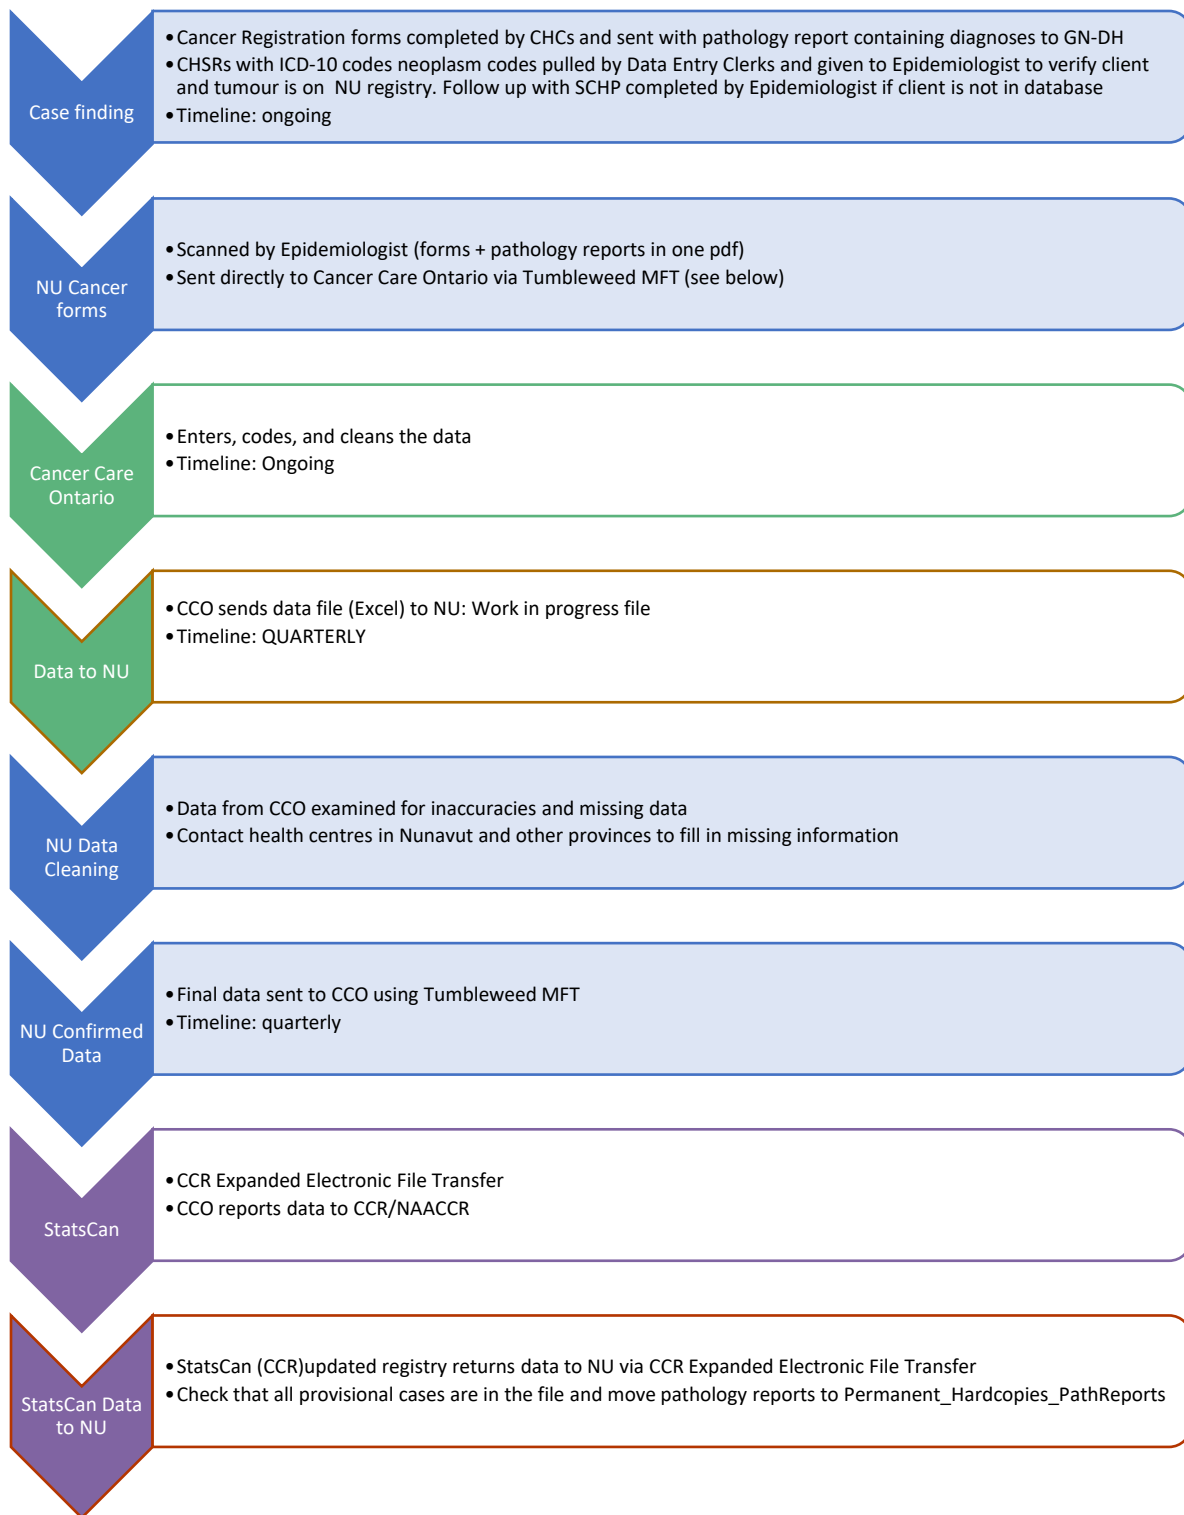 Case finding
•Cancer Registration forms completed by CHCs and sent with pathology report containing diagnoses to GN-DH
•CHSRs with ICD-10 codes neoplasm codes pulled by Data Entry Clerks and given to Epidemiologist to verify client
and tumour is on  NU registry. Follow up with SCHP completed by Epidemiologist if client is not in database
•Timeline: ongoing
NU Cancer
forms
•Scanned by Epidemiologist (forms + pathology reports in one pdf)
•Sent directly to Cancer Care Ontario via Tumbleweed MFT (see below)
Cancer Care
Ontario
•Enters, codes, and cleans the data
•Timeline: Ongoing
Data to NU
•CCO sends data file (Excel) to NU: Work in progress file
•Timeline: QUARTERLY
NU Data
Cleaning
•Data from CCO examined for inaccuracies and missing data
•Contact health centres in Nunavut and other provinces to fill in missing information
NU Confirmed
Data
•Final data sent to CCO using Tumbleweed MFT
•Timeline: quarterly
StatsCan
•CCR Expanded Electronic File Transfer
•CCO reports data to CCR/NAACCR
StatsCan Data
to NU
•StatsCan (CCR)updated registry returns data to NU via CCR Expanded Electronic File Transfer
•Check that all provisional cases are in the file and move pathology reports to Permanent_Hardcopies_PathReports